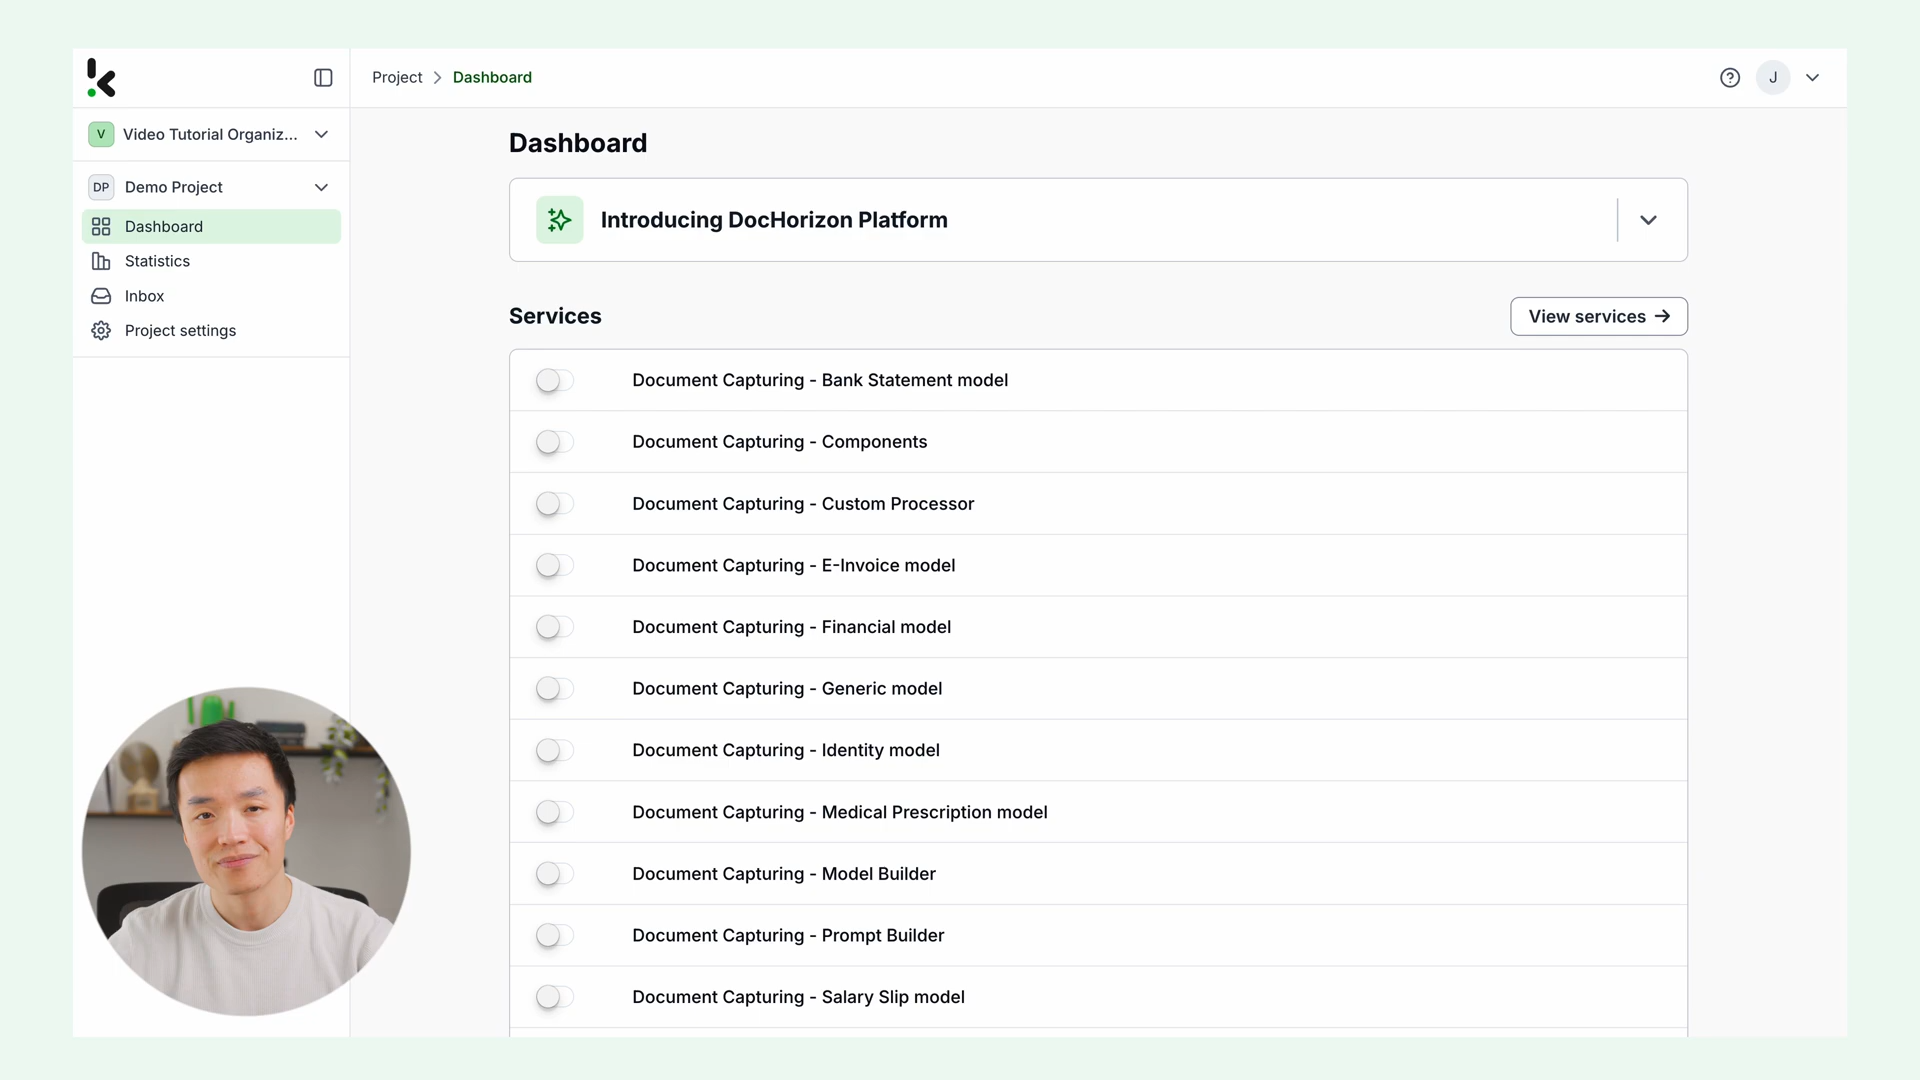 Project > Dashboard
J
V Video Tutorial Organiz...
DP Demo Project
Dashboard
Statistics
Inbox
Project settings
Dashboard
Introducing DocHorizon Platform
Services
View services →
Document Capturing - Bank Statement model
Document Capturing - Components
Document Capturing - Custom Processor
Document Capturing - E-Invoice model
Document Capturing - Financial model
Document Capturing - Generic model
Document Capturing - Identity model
Document Capturing - Medical Prescription model
Document Capturing - Model Builder
Document Capturing - Prompt Builder
Document Capturing - Salary Slip model